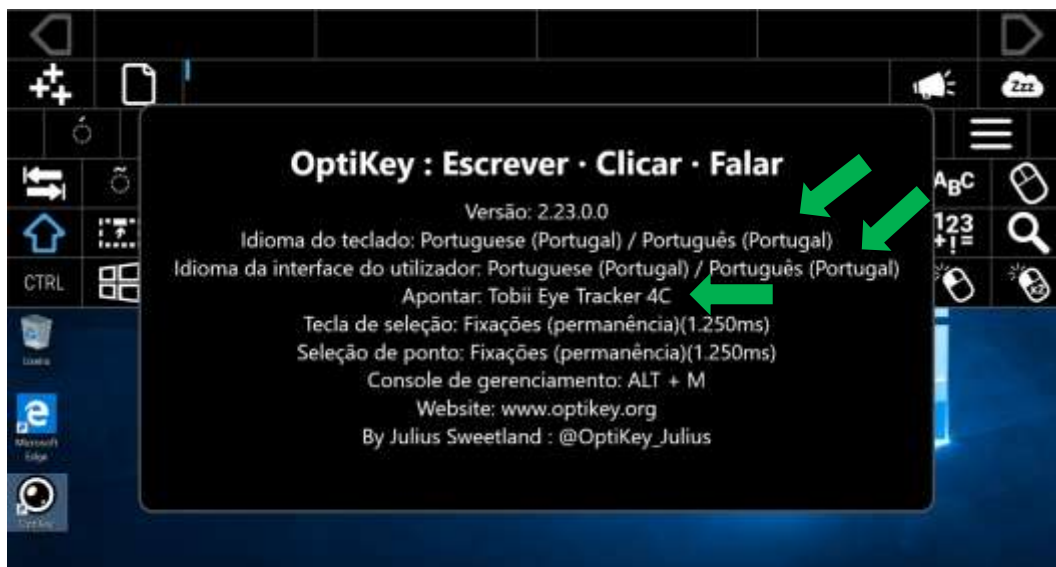 Zzz
OptiKey : Escrever · Clicar · Falar
Versão: 2.23.0.0
Idioma do teclado: Portuguese (Portugal) / Português (Portugal)
Idioma da interface do utilizador: Portuguese (Portugal) / Português (Portugal)
Apontar: Tobii Eye Tracker 4C
Tecla de seleção: Fixações (permanência)(1.250ms)
Seleção de ponto: Fixações (permanência)(1.250ms)
Console de gerenciamento: ALT + M
Website: www.optikey.org
By Julius Sweetland : @OptiKey_Julius
õ
ABC
123
+!=
CTRL
x2
Microsoft
Edge
OptiKey